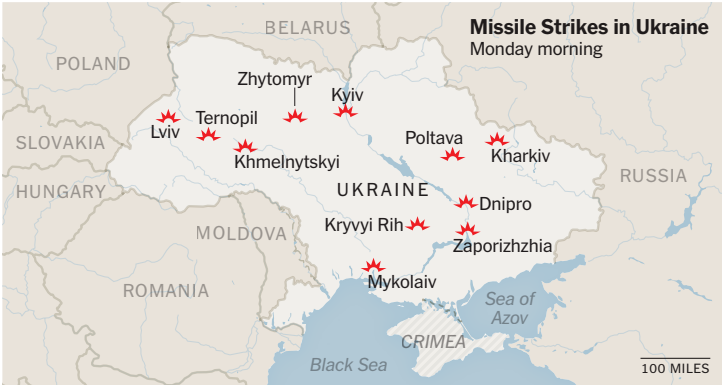 Missile Strikes in Ukraine
Monday morning
BELARUS
POLAND
Zhytomyr
Kyiv
Lviv
Ternopil
Khmelnytskyi
Poltava
Kharkiv
SLOVAKIA
HUNGARY
UKRAINE
RUSSIA
Dnipro
Kryvyi Rih
Zaporizhzhia
MOLDOVA
Mykolaiv
ROMANIA
Sea of
Azov
CRIMEA
Black Sea
100 MILES